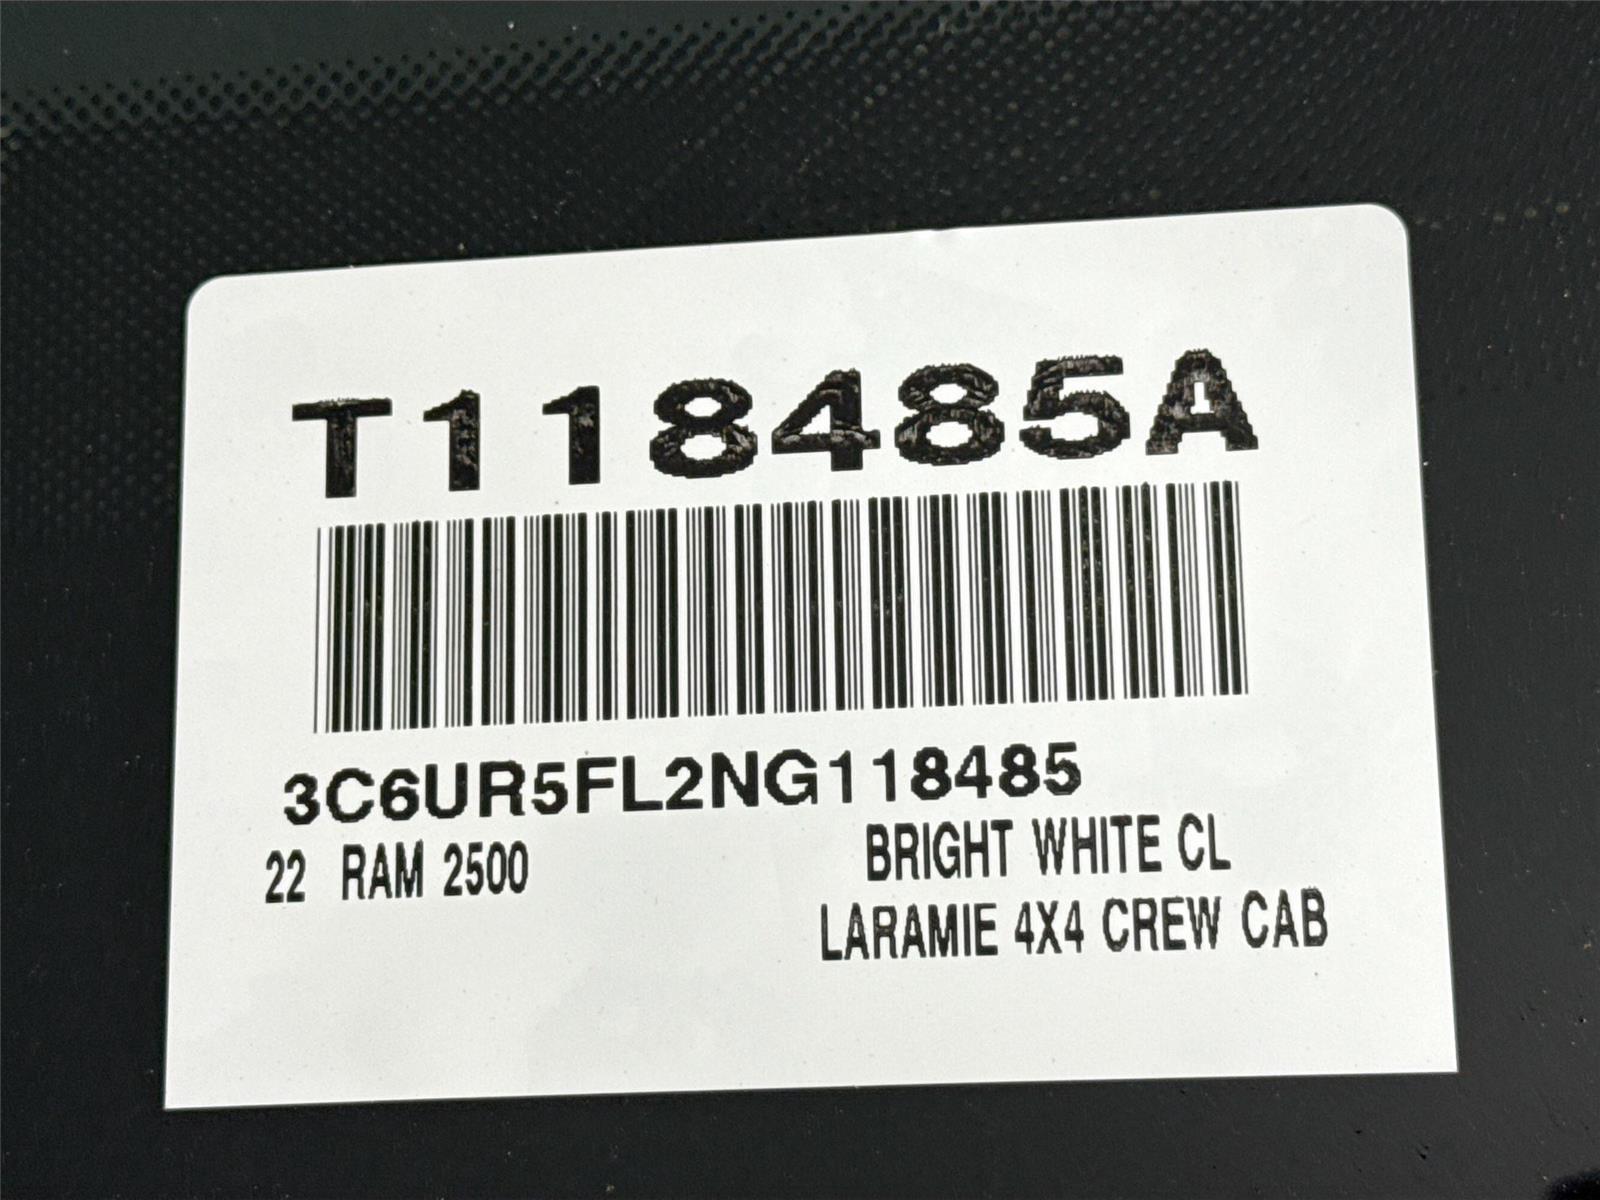 T118485A
3C6UR5FL2NG118485
22 RAM 2500
BRIGHT WHITE CL
LARAMIE 4X4 CREW CAB